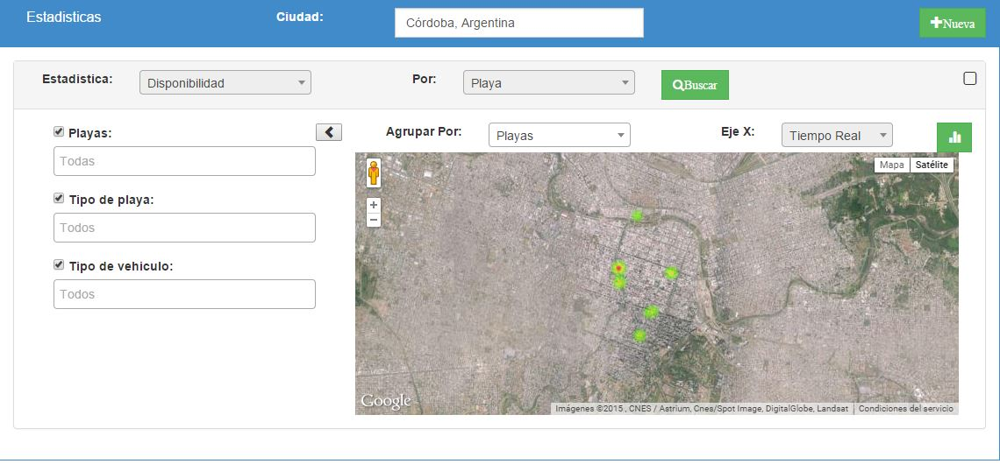 Estadisticas Ciudad: Córdoba, Argentina Nueva
Estadistica: Disponibilidad Por: Playa Buscar
Playas: Agrupar Por: Playas Eje X: Tiempo Real
Todas
Mapa Satélite
Tipo de playa:
Todos
Tipo de vehiculo:
Todos
Google
Imágenes ©2015 , CNES / Astrium, Cnes/Spot Image, DigitalGlobe, Landsat Condiciones del servicio